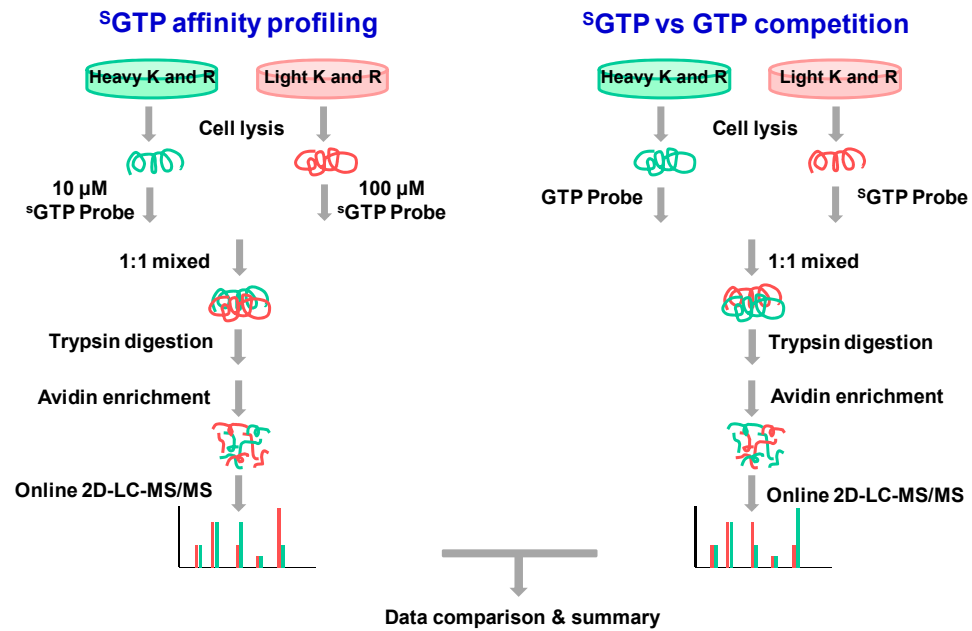 SGTP affinity profiling
Heavy K and R
Light K and R
Cell lysis
10 µM
sGTP Probe
100 µM
sGTP Probe
1:1 mixed
Trypsin digestion
Avidin enrichment
Online 2D-LC-MS/MS
SGTP vs GTP competition
Heavy K and R
Light K and R
Cell lysis
GTP Probe
SGTP Probe
1:1 mixed
Trypsin digestion
Avidin enrichment
Online 2D-LC-MS/MS
Data comparison & summary